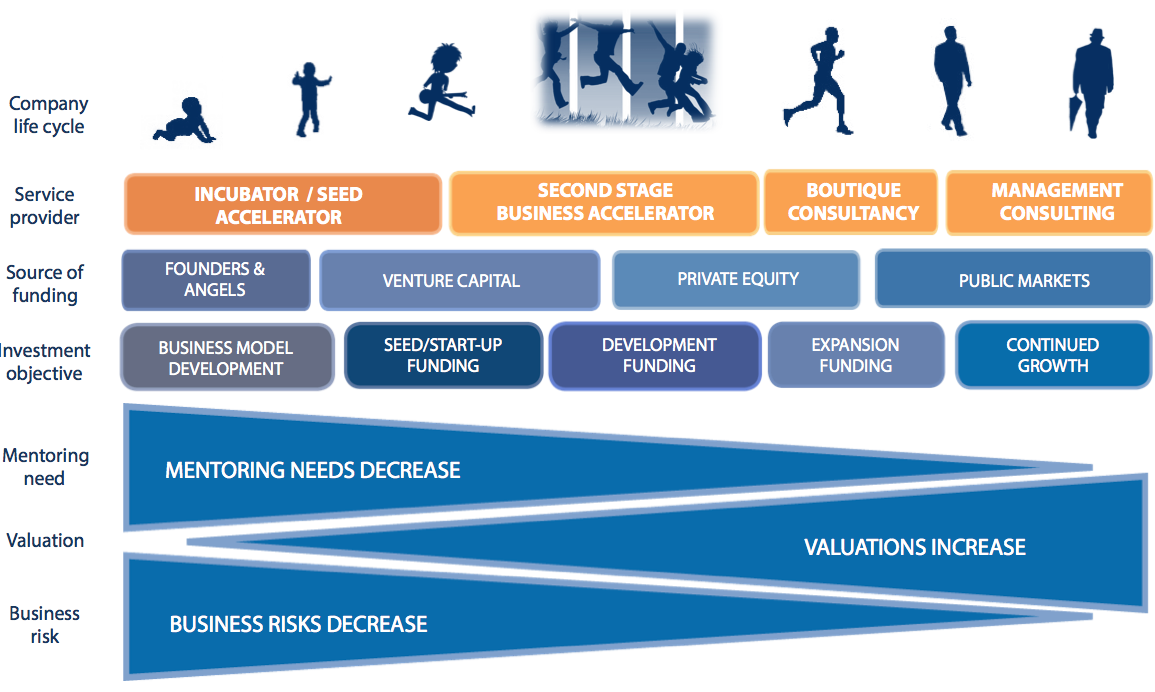 Company
life cycle
Service
provider
INCUBATOR / SEED
ACCELERATOR
SECOND STAGE
BUSINESS ACCELERATOR
BOUTIQUE
CONSULTANCY
MANAGEMENT
CONSULTING
Source of
funding
FOUNDERS &
ANGELS
VENTURE CAPITAL
PRIVATE EQUITY
PUBLIC MARKETS
Investment
objective
BUSINESS MODEL
DEVELOPMENT
SEED/START-UP
FUNDING
DEVELOPMENT
FUNDING
EXPANSION
FUNDING
CONTINUED
GROWTH
Mentoring
need
MENTORING NEEDS DECREASE
Valuation
VALUATIONS INCREASE
Business
risk
BUSINESS RISKS DECREASE